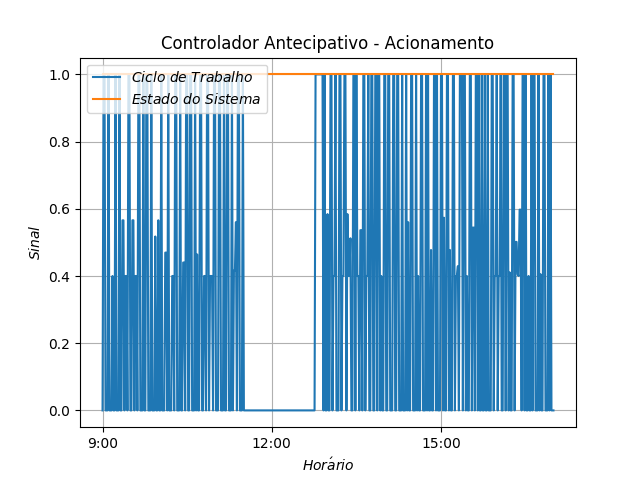 Controlador Antecipativo - Acionamento
Ciclo de Trabalho
Estado do Sistema
1.0
0.8
0.6
0.4
0.2
0.0
Sinal
9:00
12:00
15:00
Horário